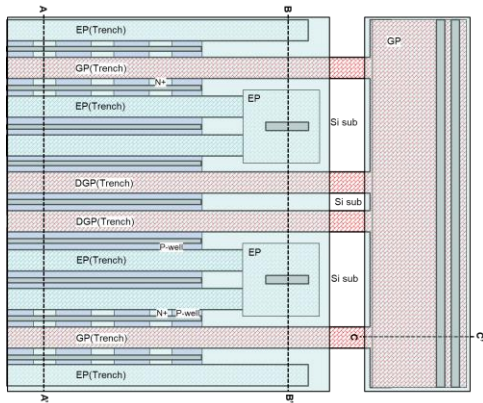 A
B
EP(Trench)
GP
GP(Trench)
N+
EP
EP(Trench)
Si sub
DGP(Trench)
Si sub
DGP(Trench)
P-well
EP
EP(Trench)
Si sub
N+
P-well
GP(Trench)
C
C'
EP(Trench)
A'
B'